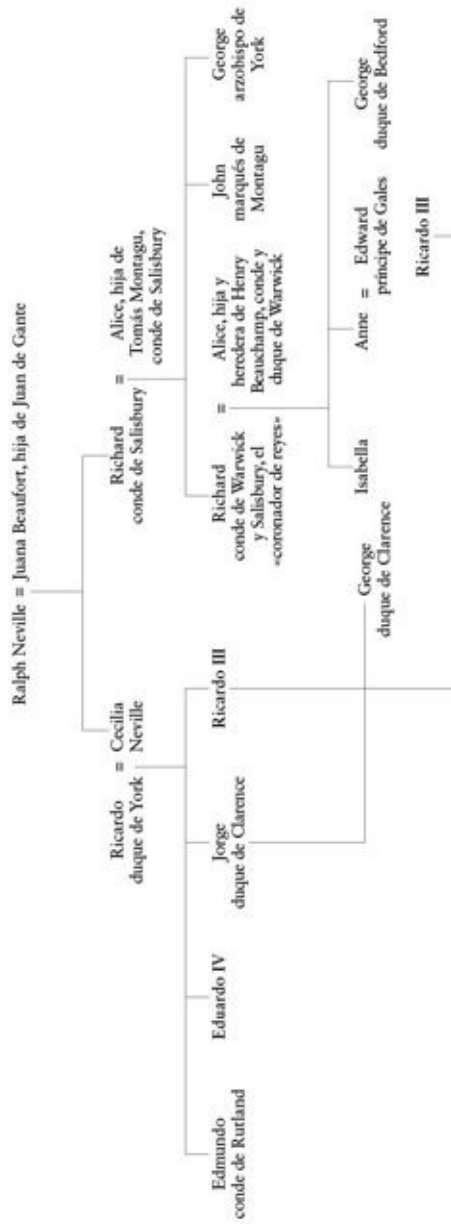 Ralph Neville = Juana Beaufort, hija de Juan de Gante
Ricardo
duque de York
=
Cecilia
Neville
Richard
conde de Salisbury
=
Alice, hija de
Tomás Montagu,
conde de Salisbury
Edmundo
conde de Rutland
Eduardo IV
Jorge
duque de Clarence
Ricardo III
Richard
conde de Warwick
y Salisbury, el
«coronador de reyes»
=
Alice, hija y
heredera de Henry
Beauchamp, conde y
duque de Warwick
John
marqués de
Montagu
George
arzobispo de
York
George
duque de Clarence
Isabella
Anne
=
Edward
príncipe de Gales
George
duque de Bedford
Ricardo III